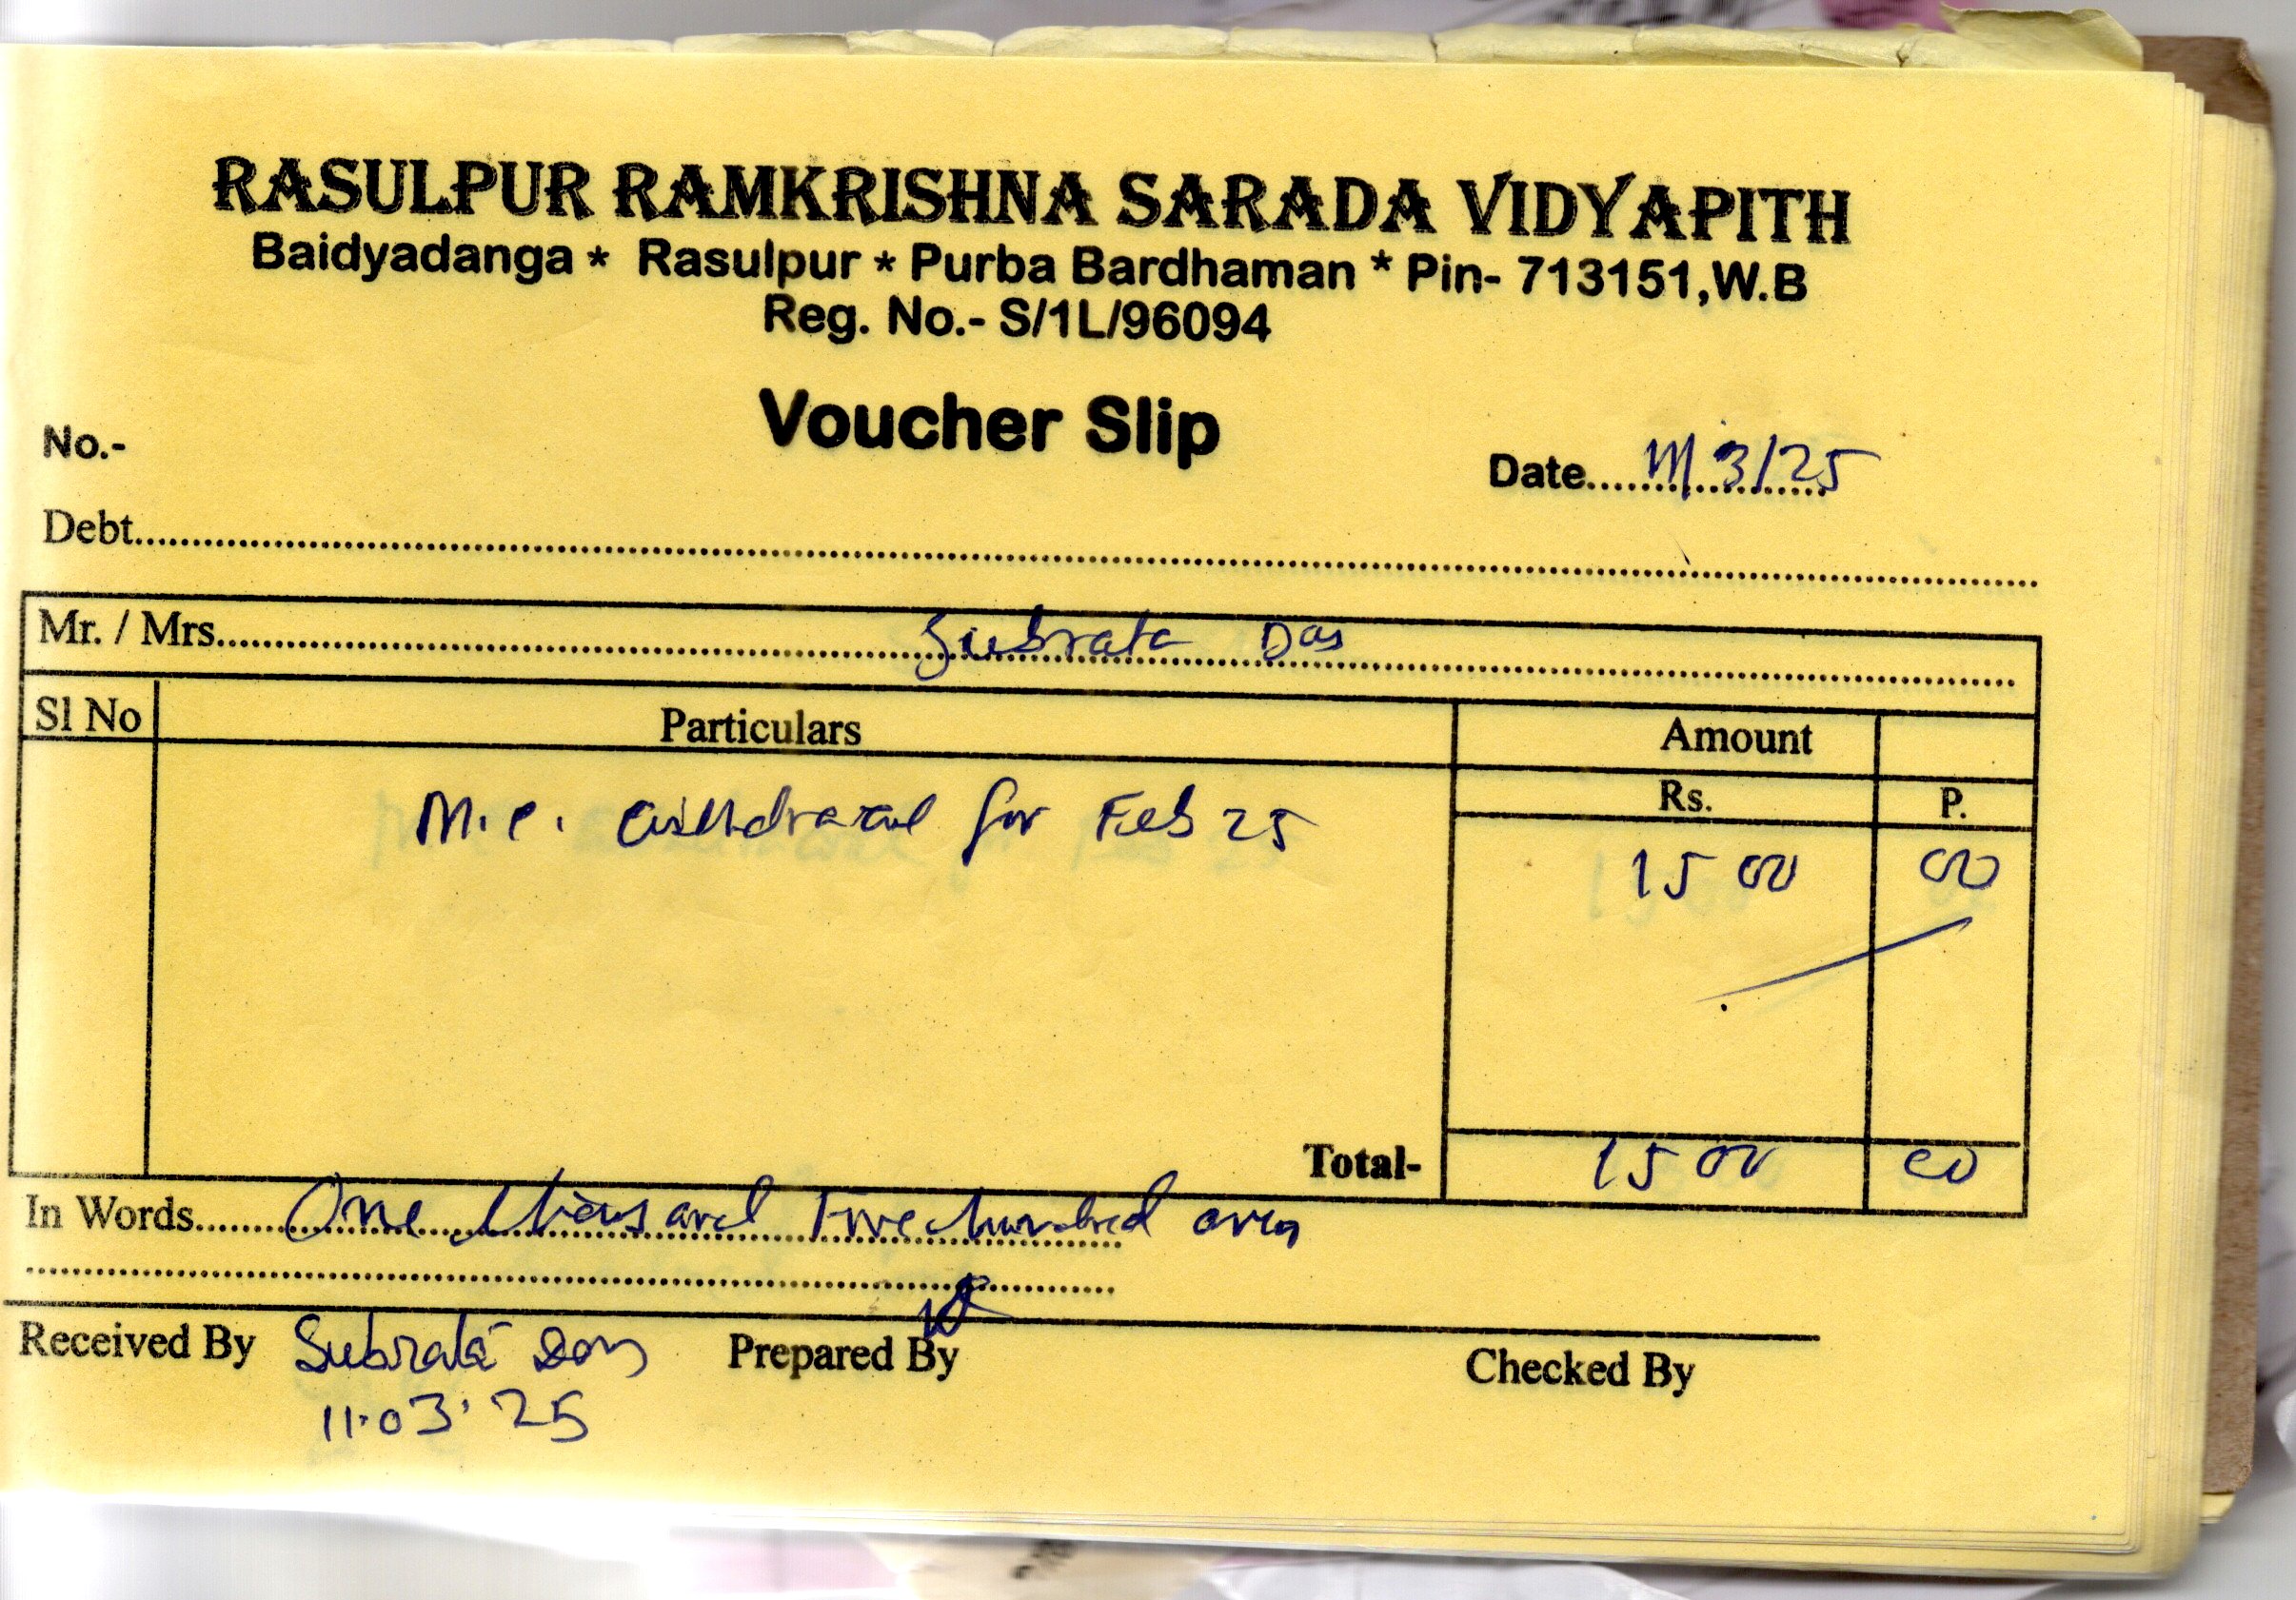 RASULPUR RAMKRISHNA SARADA VIDYAPITH
Baidyadanga * Rasulpur * Purba Bardhaman * Pin- 713151,W.B
Reg. No.- S/1L/96094
Voucher Slip
No.-
Date.... 11/3/25
Debt....
Mr. / Mrs.... Subrata Das
Sl No Particulars Amount
Rs. P.
withdrawal for Feb 25 1500 00
Total- 1500 00
In Words.... One thousand Five hundred only
Received By Subrata Das Prepared By Checked By
11.03.25